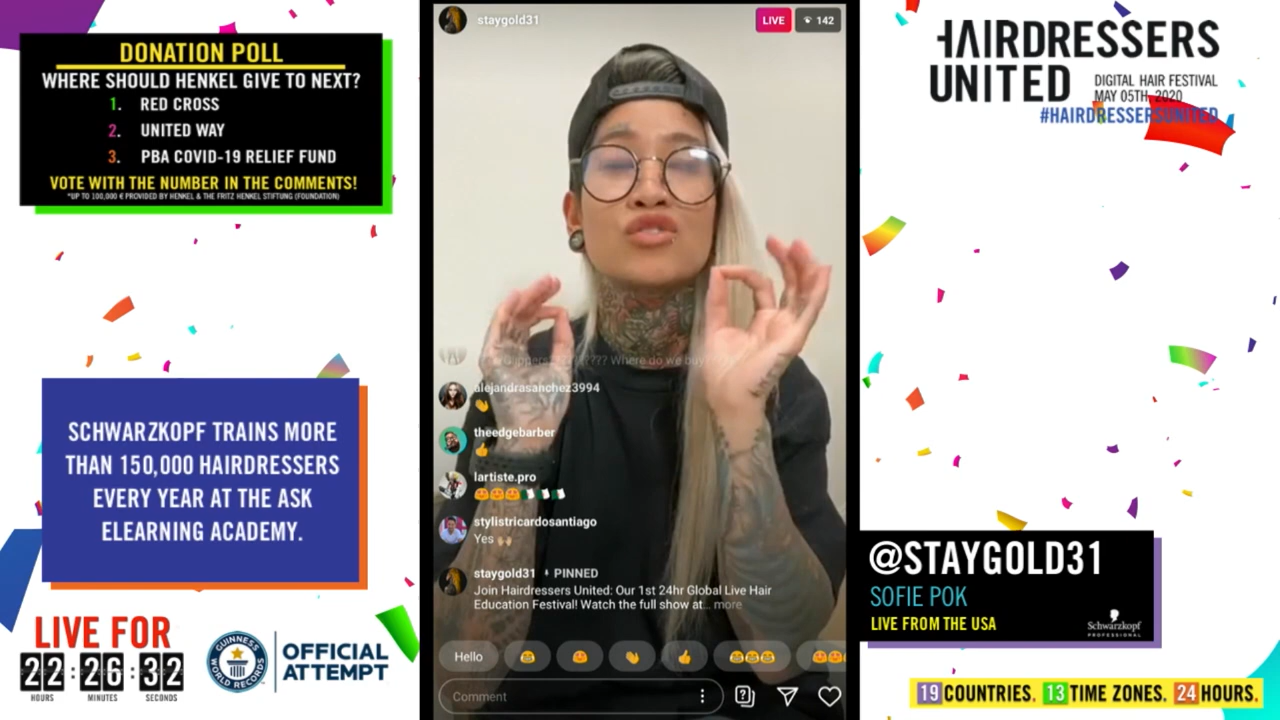 DONATION POLL
WHERE SHOULD HENKEL GIVE TO NEXT?
1. RED CROSS
2. UNITED WAY
3. PBA COVID-19 RELIEF FUND
VOTE WITH THE NUMBER IN THE COMMENTS!
*UP TO 100,000 € PROVIDED BY HENKEL & THE FRITZ HENKEL STIFTUNG (FOUNDATION)
SCHWARZKOPF TRAINS MORE
THAN 150,000 HAIRDRESSERS
EVERY YEAR AT THE ASK
ELEARNING ACADEMY.
LIVE FOR
22:26:32
HOURS MINUTES SECONDS
GUINNESS
WORLD RECORDS
OFFICIAL
ATTEMPT
staygold31
LIVE
142
Where do we buy
alejandrasanchez3994
👏
theedgebarber
👍
lartiste.pro
stylistricardosantiago
Yes 🙌🏼
staygold31 PINNED
Join Hairdressers United: Our 1st 24hr Global Live Hair
Education Festival! Watch the full show at... more
Hello
Comment
HAIRDRESSERS
UNITED
DIGITAL HAIR FESTIVAL
MAY 05TH, 2020
#HAIRDRESSERSUNITED
@STAYGOLD31
SOFIE POK
LIVE FROM THE USA
Schwarzkopf
PROFESSIONAL
19 COUNTRIES. 13 TIME ZONES. 24 HOURS.